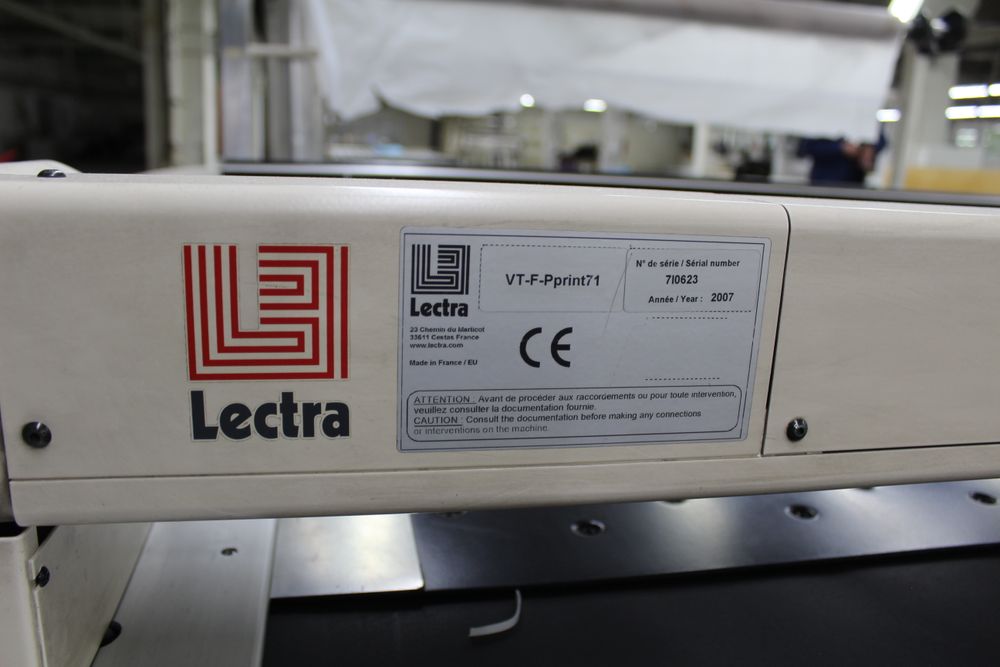 Lectra
Lectra
23 Chemin du Marticot
33611 Cestas France
www.lectra.com
Made in France / EU
VT-F-Pprint71
N° de série / Sérial number
7I0623
Année / Year : 2007
CE
ATTENTION : Avant de procéder aux raccordements ou pour toute intervention,
veuillez consulter la documentation fournie.
CAUTION : Consult the documentation before making any connections
or interventions on the machine.